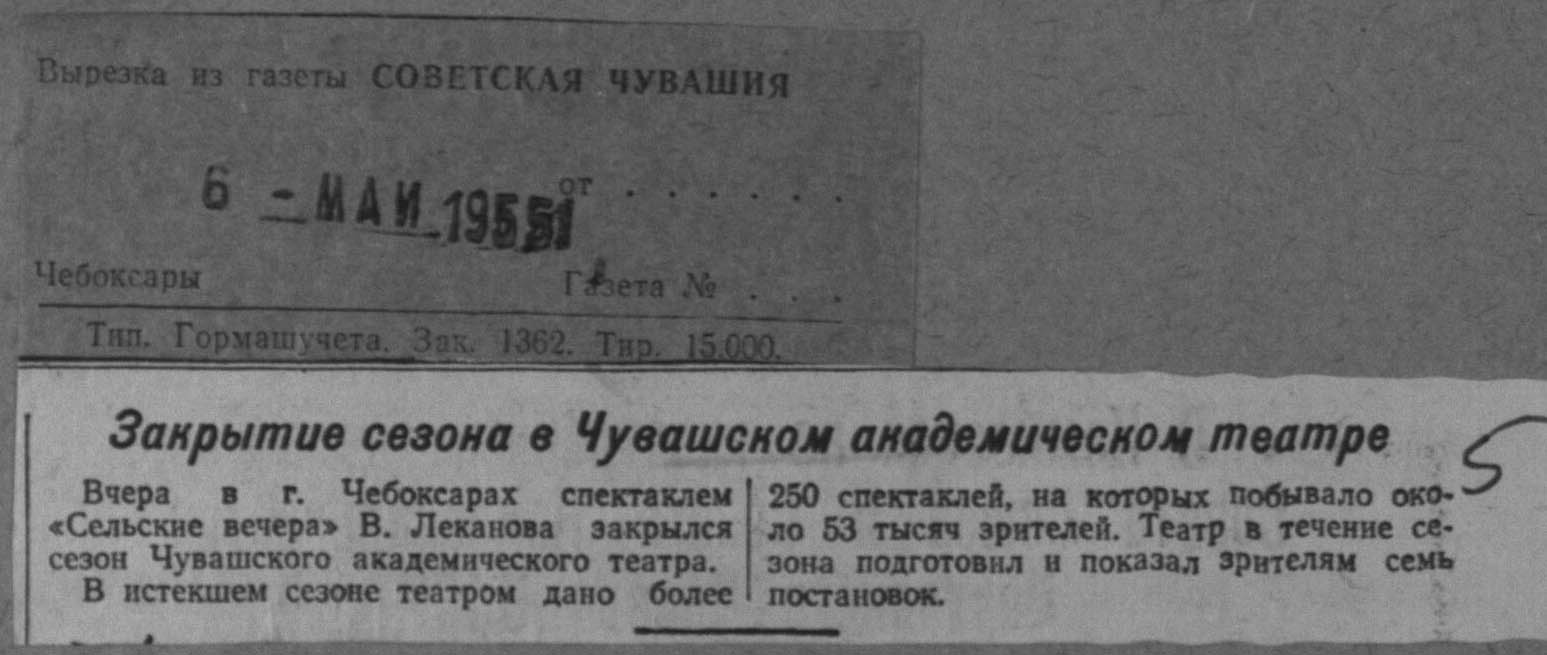 Вырезка из газеты СОВЕТСКАЯ ЧУВАШИЯ
6 - МАЙ от . . . . . .
Чебоксары Газета № . . .
Тип. Гормашучета. Зак. 1362. Тир. 15.000.
Закрытие сезона в Чувашском академическом театре
5
Вчера в г. Чебоксарах спектаклем
«Сельские вечера» В. Леканова закрылся
сезон Чувашского академического театра.
В истекшем сезоне театром дано более
250 спектаклей, на которых побывало око-
ло 53 тысяч зрителей. Театр в течение се-
зона подготовил и показал зрителям семь
постановок.